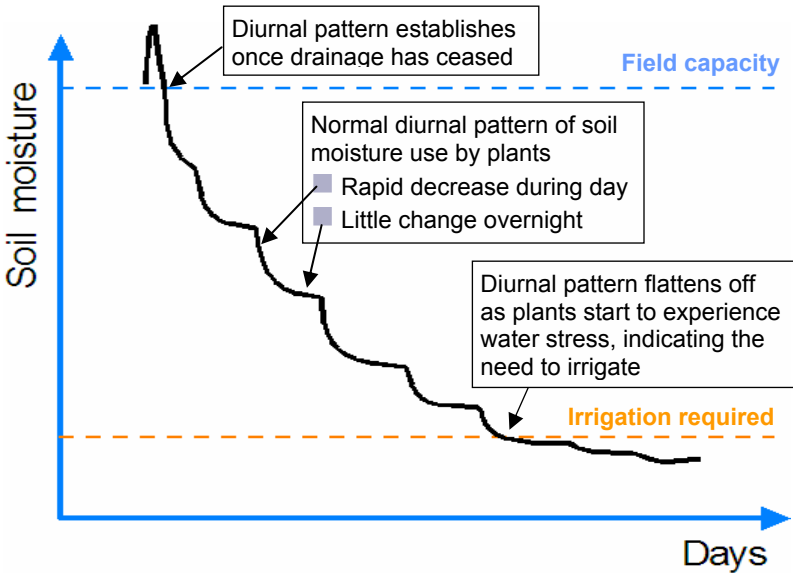 Diurnal pattern establishes
once drainage has ceased
Field capacity
Normal diurnal pattern of soil
moisture use by plants
Rapid decrease during day
Little change overnight
Diurnal pattern flattens off
as plants start to experience
water stress, indicating the
need to irrigate
Irrigation required
Soil moisture
Days